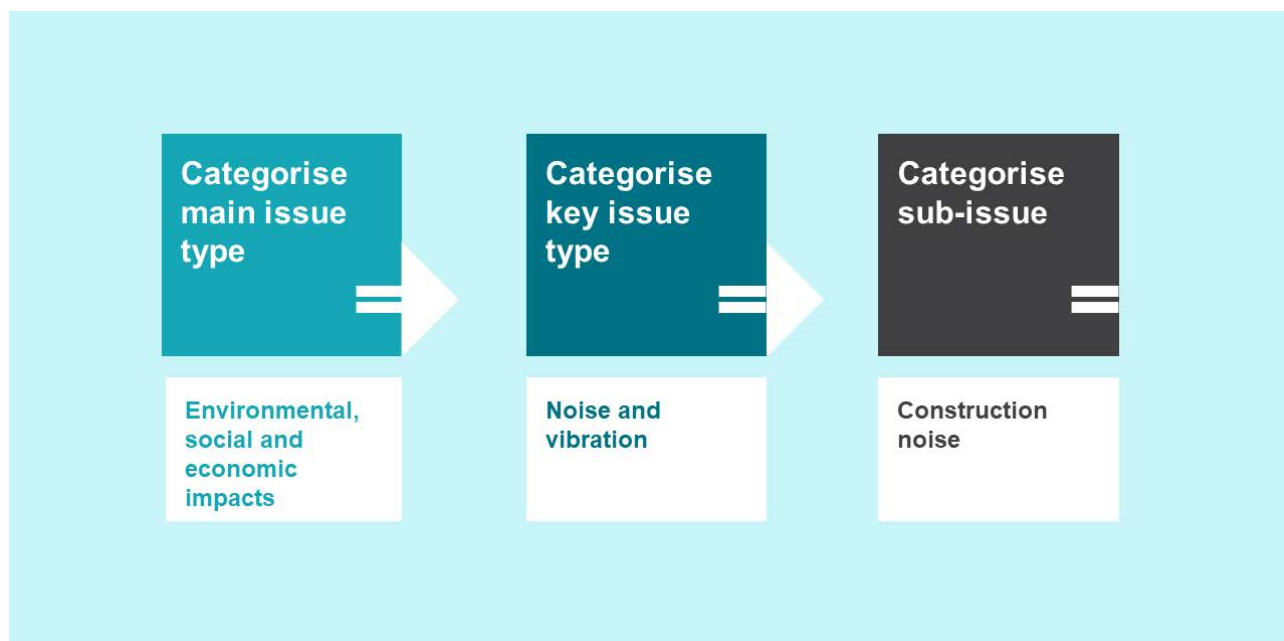 Categorise
main issue
type
Environmental,
social and
economic
impacts
Categorise
key issue
type
Noise and
vibration
Categorise
sub-issue
Construction
noise